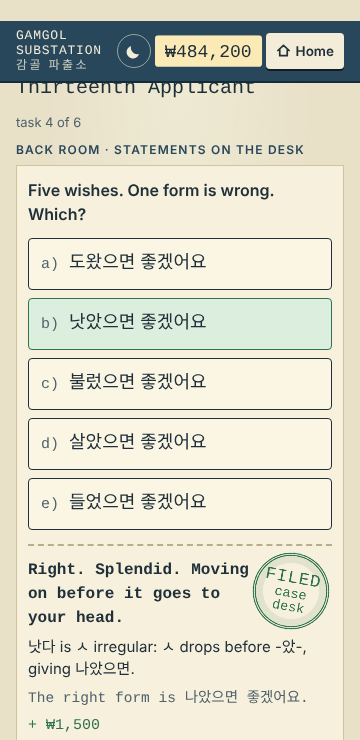 GAMGOL
SUBSTATION
감골 파출소
₩484,200
Home
Thirteenth Applicant
task 4 of 6
BACK ROOM · STATEMENTS ON THE DESK
Five wishes. One form is wrong.
Which?
a) 도왔으면 좋겠어요
b) 낫았으면 좋겠어요
c) 불렀으면 좋겠어요
d) 살았으면 좋겠어요
e) 들었으면 좋겠어요
Right. Splendid. Moving
on before it goes to
your head.
FILED
case
desk
낫다 is ㅅ irregular: ㅅ drops before -았-,
giving 나았으면.
The right form is 나았으면 좋겠어요.
+ ₩1,500